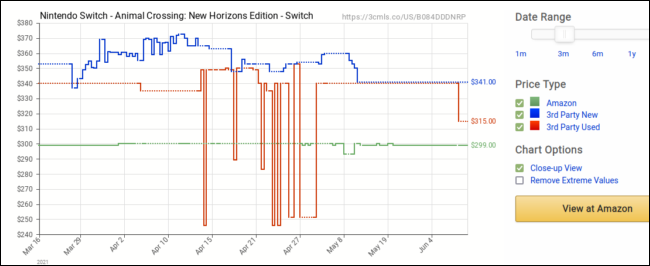 Nintendo Switch - Animal Crossing: New Horizons Edition - Switch
https://3cmls.co/US/B084DDDNRP
$380
$370
$360
$350
$340
$330
$320
$310
$300
$290
$280
$270
$260
$250
$240
$341.00
$315.00
$299.00
Mar 16
Mar 29
Apr 2
Apr 7
Apr 15
Apr 21
Apr 27
May 8
May 19
Jun 4
2021
Date Range
1m
3m
6m
1y
Price Type
Amazon
3rd Party New
3rd Party Used
Chart Options
Close-up View
Remove Extreme Values
View at Amazon